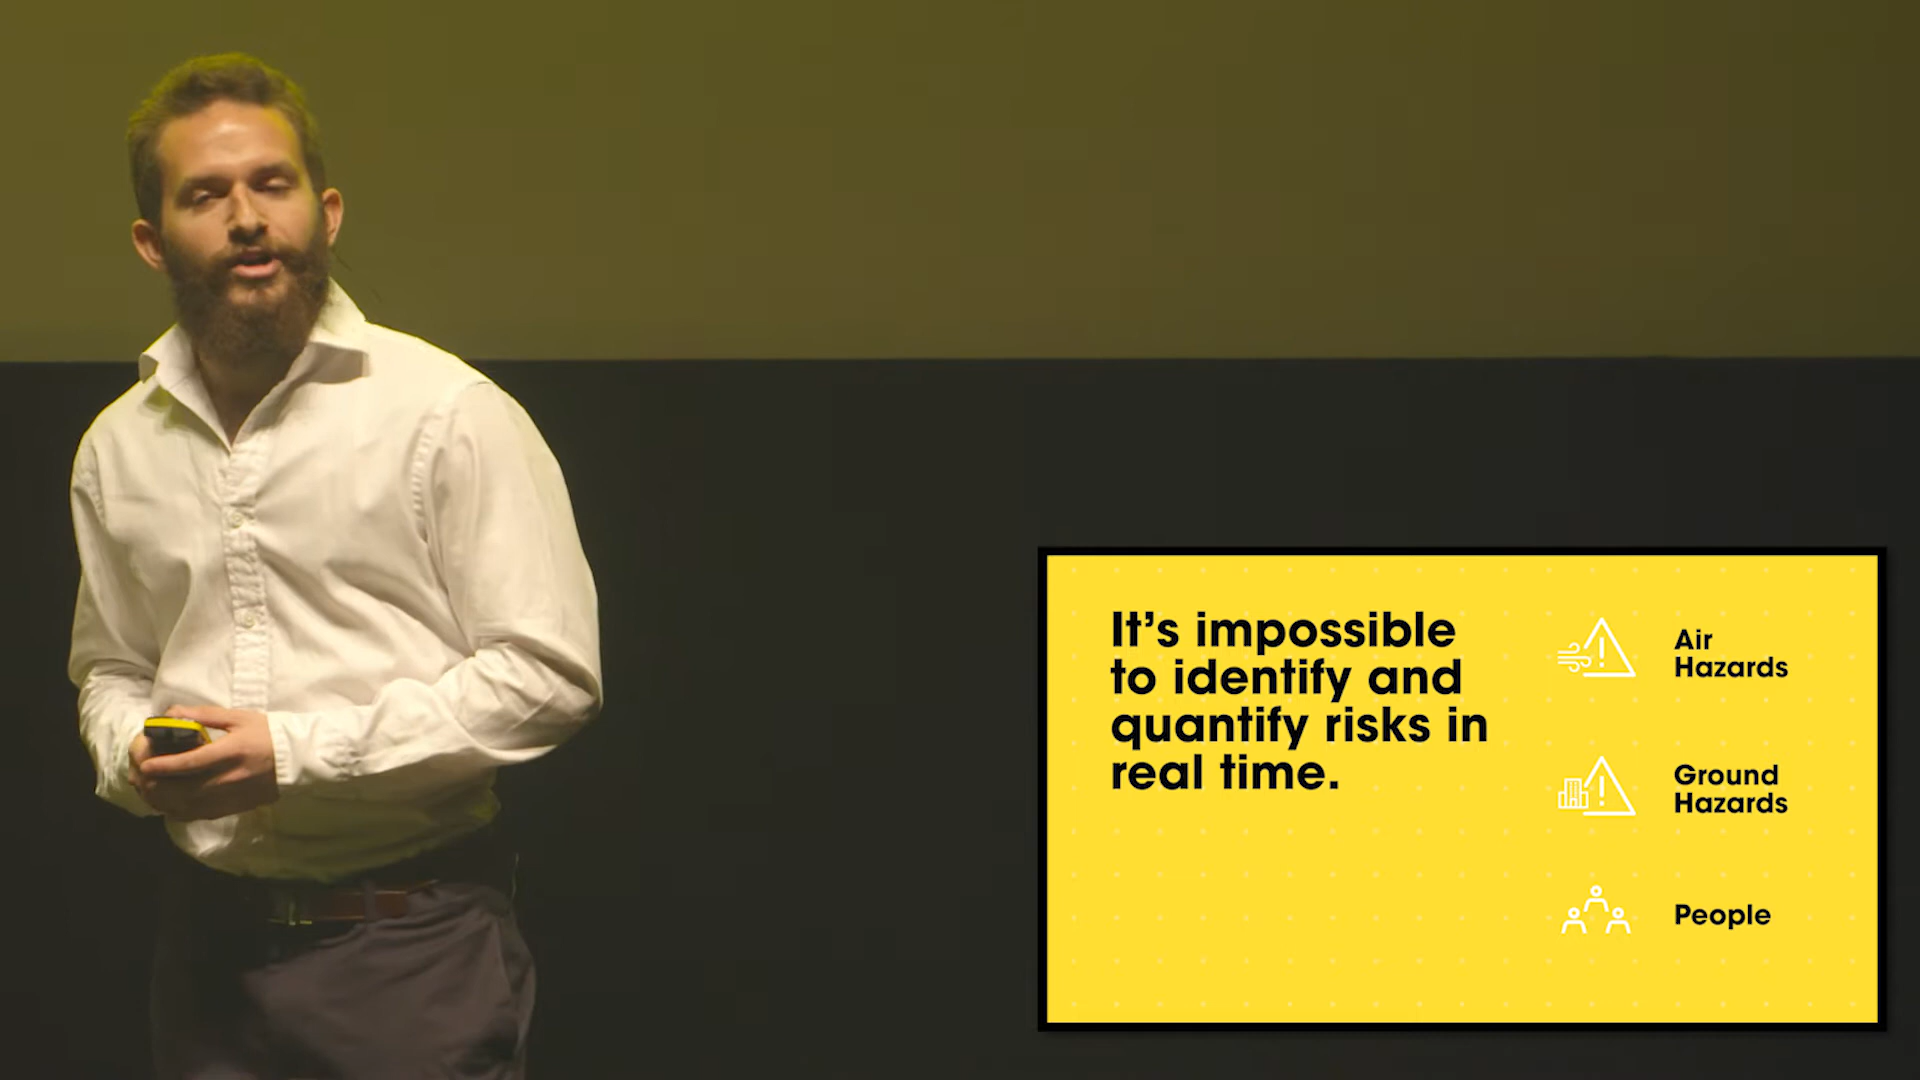 It's impossible
to identify and
quantify risks in
real time.
Air
Hazards
Ground
Hazards
People